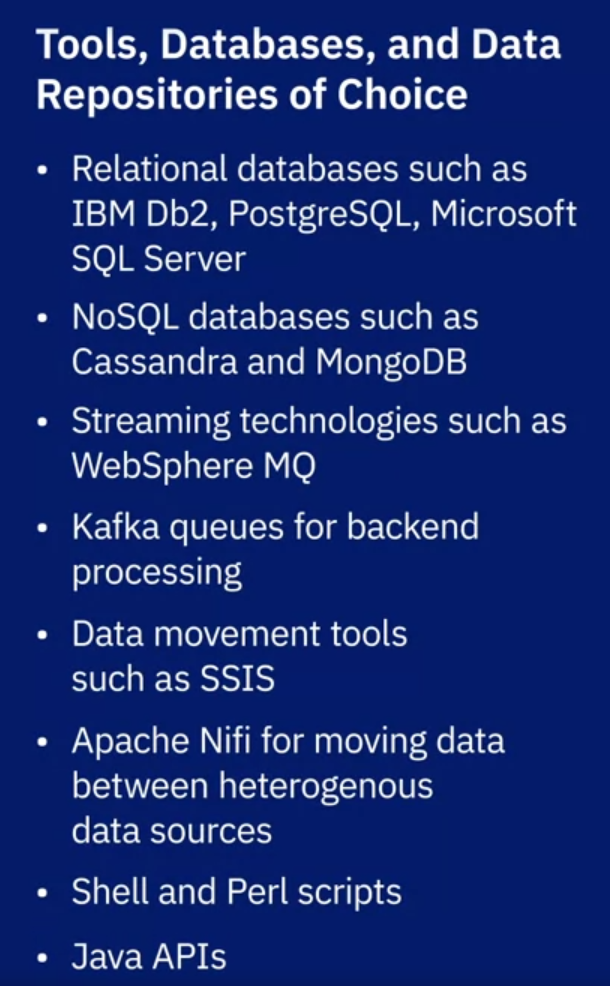 Tools, Databases, and Data
Repositories of Choice
• Relational databases such as
IBM Db2, PostgreSQL, Microsoft
SQL Server
• NoSQL databases such as
Cassandra and MongoDB
• Streaming technologies such as
WebSphere MQ
• Kafka queues for backend
processing
• Data movement tools
such as SSIS
• Apache Nifi for moving data
between heterogenous
data sources
• Shell and Perl scripts
• Java APIs